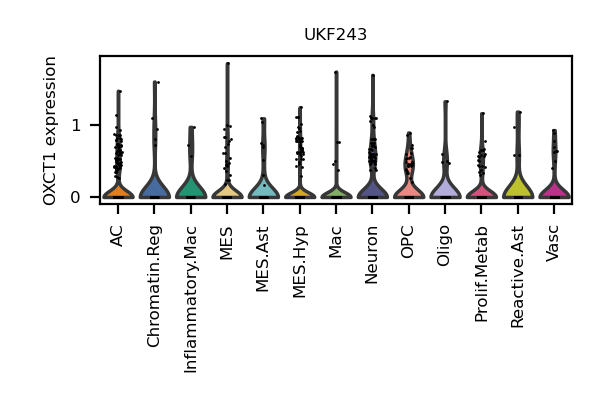 UKF243
OXCT1 expression
1
0
AC
Chromatin.Reg
Inflammatory.Mac
MES
MES.Ast
MES.Hyp
Mac
Neuron
OPC
Oligo
Prolif.Metab
Reactive.Ast
Vasc